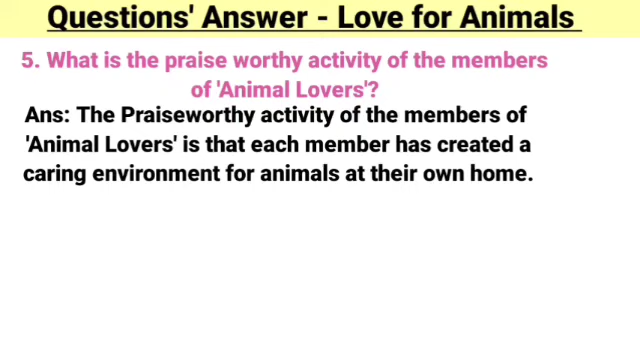 Questions' Answer - Love for Animals
5. What is the praise worthy activity of the members
of 'Animal Lovers'?
Ans: The Praiseworthy activity of the members of
'Animal Lovers' is that each member has created a
caring environment for animals at their own home.